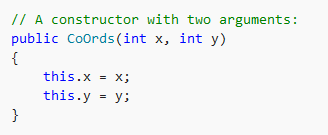 // A constructor with two arguments:
public CoOrds(int x, int y)
{
    this.x = x;
    this.y = y;
}